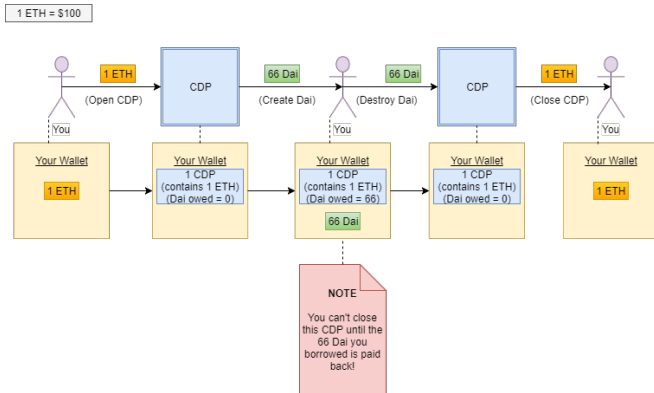 1 ETH = $100
1 ETH
(Open CDP)
CDP
66 Dai
(Create Dai)
66 Dai
(Destroy Dai)
CDP
1 ETH
(Close CDP)
You
You
You
Your Wallet
1 ETH
Your Wallet
1 CDP
(contains 1 ETH)
(Dai owed = 0)
Your Wallet
1 CDP
(contains 1 ETH)
(Dai owed = 66)
66 Dai
Your Wallet
1 CDP
(contains 1 ETH)
(Dai owed = 0)
Your Wallet
1 ETH
NOTE
You can't close
this CDP until the
66 Dai you
borrowed is paid
back!